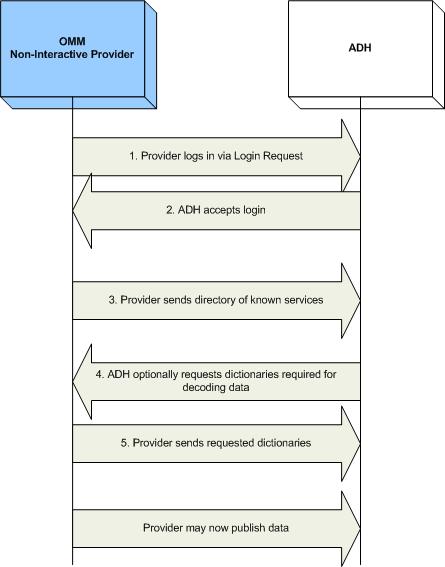 OMM
Non-Interactive Provider
ADH
1. Provider logs in via Login Request
2. ADH accepts login
3. Provider sends directory of known services
4. ADH optionally requests dictionaries required for
decoding data
5. Provider sends requested dictionaries
Provider may now publish data